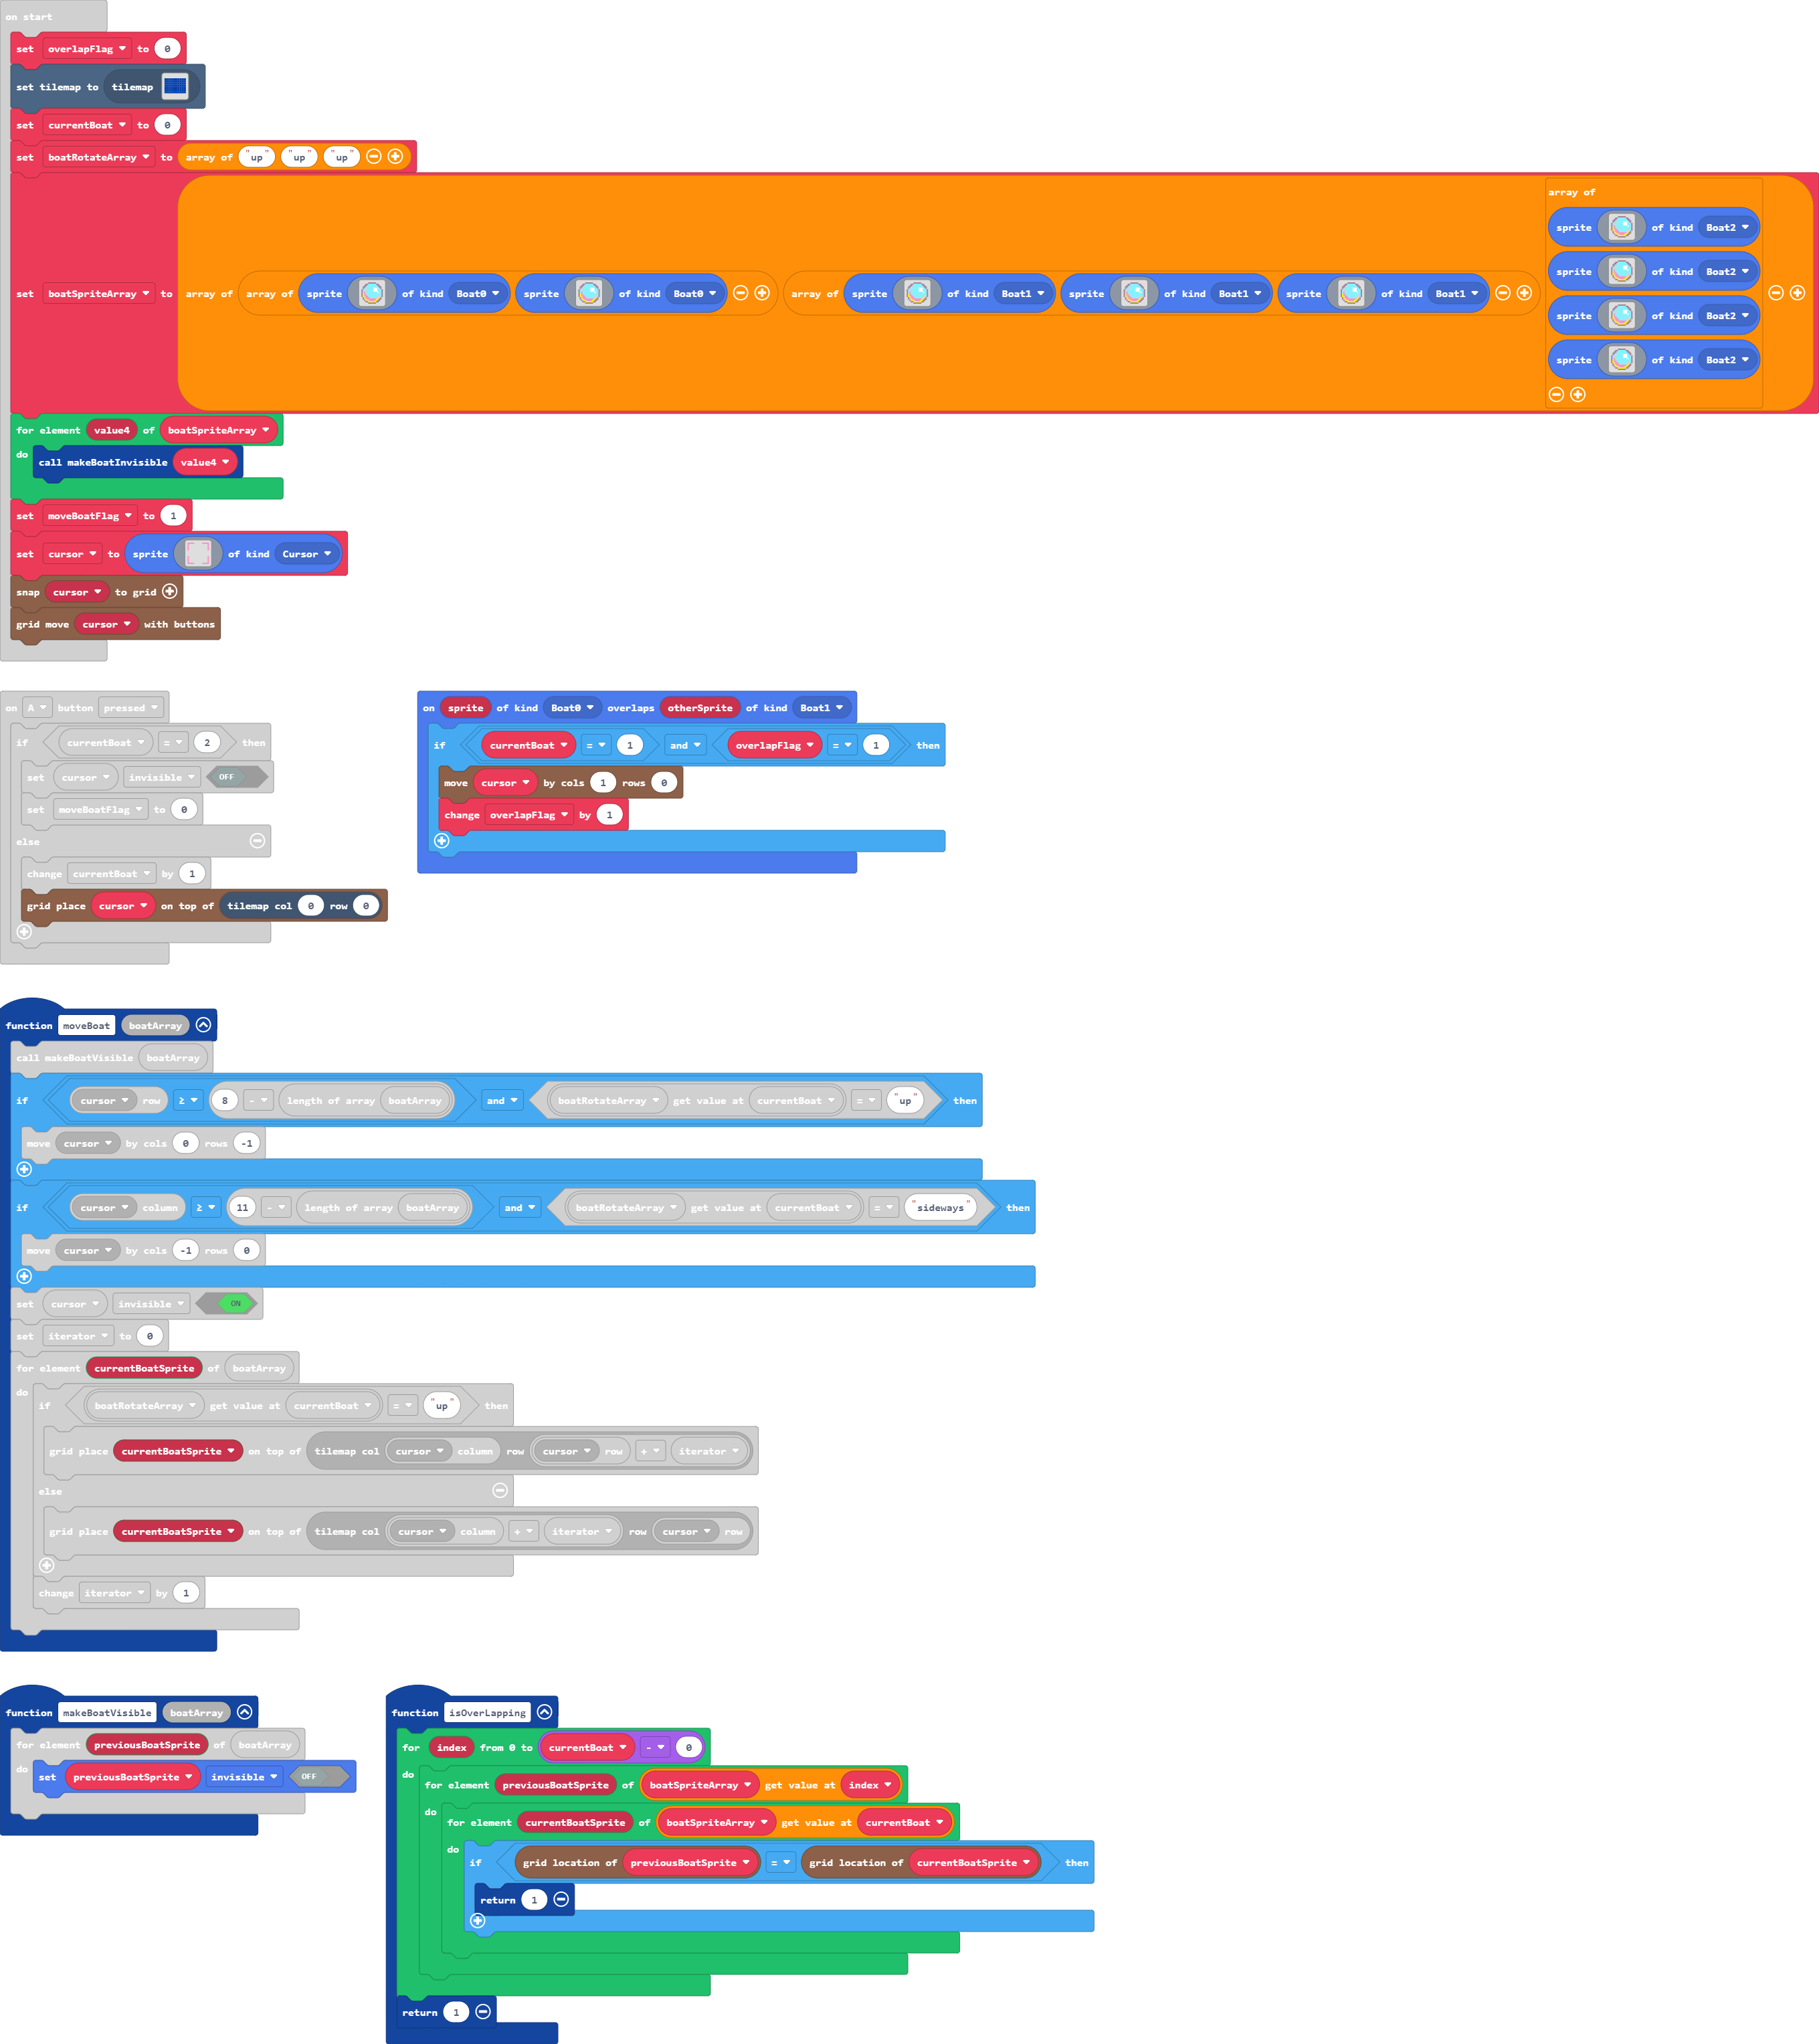 on start
set overlapFlag to 0
set tilemap to tilemap
set currentBoat to 0
set boatRotateArray to array of "up" "up" "up"
set boatSpriteArray to array of array of sprite of kind Boat0 sprite of kind Boat0 array of sprite of kind Boat1 sprite of kind Boat1 sprite of kind Boat1 array of
sprite of kind Boat2
sprite of kind Boat2
sprite of kind Boat2
sprite of kind Boat2
for element value4 of boatSpriteArray
do call makeBoatInvisible value4
set moveBoatFlag to 1
set cursor to sprite of kind Cursor
snap cursor to grid
grid move cursor with buttons
on A button pressed
if currentBoat = 2 then
set cursor invisible OFF
set moveBoatFlag to 0
else
change currentBoat by 1
grid place cursor on top of tilemap col 0 row 0
on sprite of kind Boat0 overlaps otherSprite of kind Boat1
if currentBoat = 1 and overlapFlag = 1 then
move cursor by cols 1 rows 0
change overlapFlag by 1
function moveBoat boatArray
call makeBoatVisible boatArray
if cursor row ≥ 8 - length of array boatArray and boatRotateArray get value at currentBoat = "up" then
move cursor by cols 0 rows -1
if cursor column ≥ 11 - length of array boatArray and boatRotateArray get value at currentBoat = "sideways" then
move cursor by cols -1 rows 0
set cursor invisible ON
set iterator to 0
for element currentBoatSprite of boatArray
do if boatRotateArray get value at currentBoat = "up" then
grid place currentBoatSprite on top of tilemap col cursor column row cursor row + iterator
else
grid place currentBoatSprite on top of tilemap col cursor column + iterator row cursor row
change iterator by 1
function makeBoatVisible boatArray
for element previousBoatSprite of boatArray
do set previousBoatSprite invisible OFF
function isOverLapping
for index from 0 to currentBoat - 0
do for element previousBoatSprite of boatSpriteArray get value at index
do for element currentBoatSprite of boatSpriteArray get value at currentBoat
do if grid location of previousBoatSprite = grid location of currentBoatSprite then
return 1
return 1